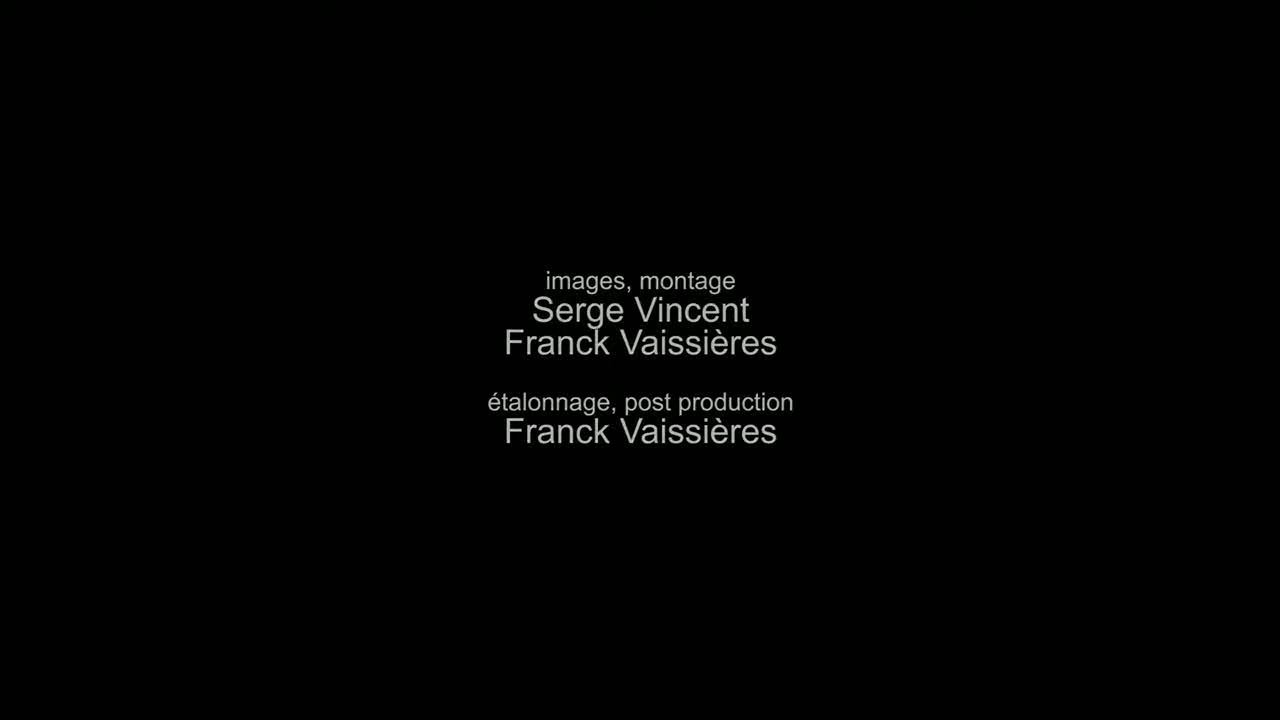 images, montage
Serge Vincent
Franck Vaissières
étalonnage, post production
Franck Vaissières